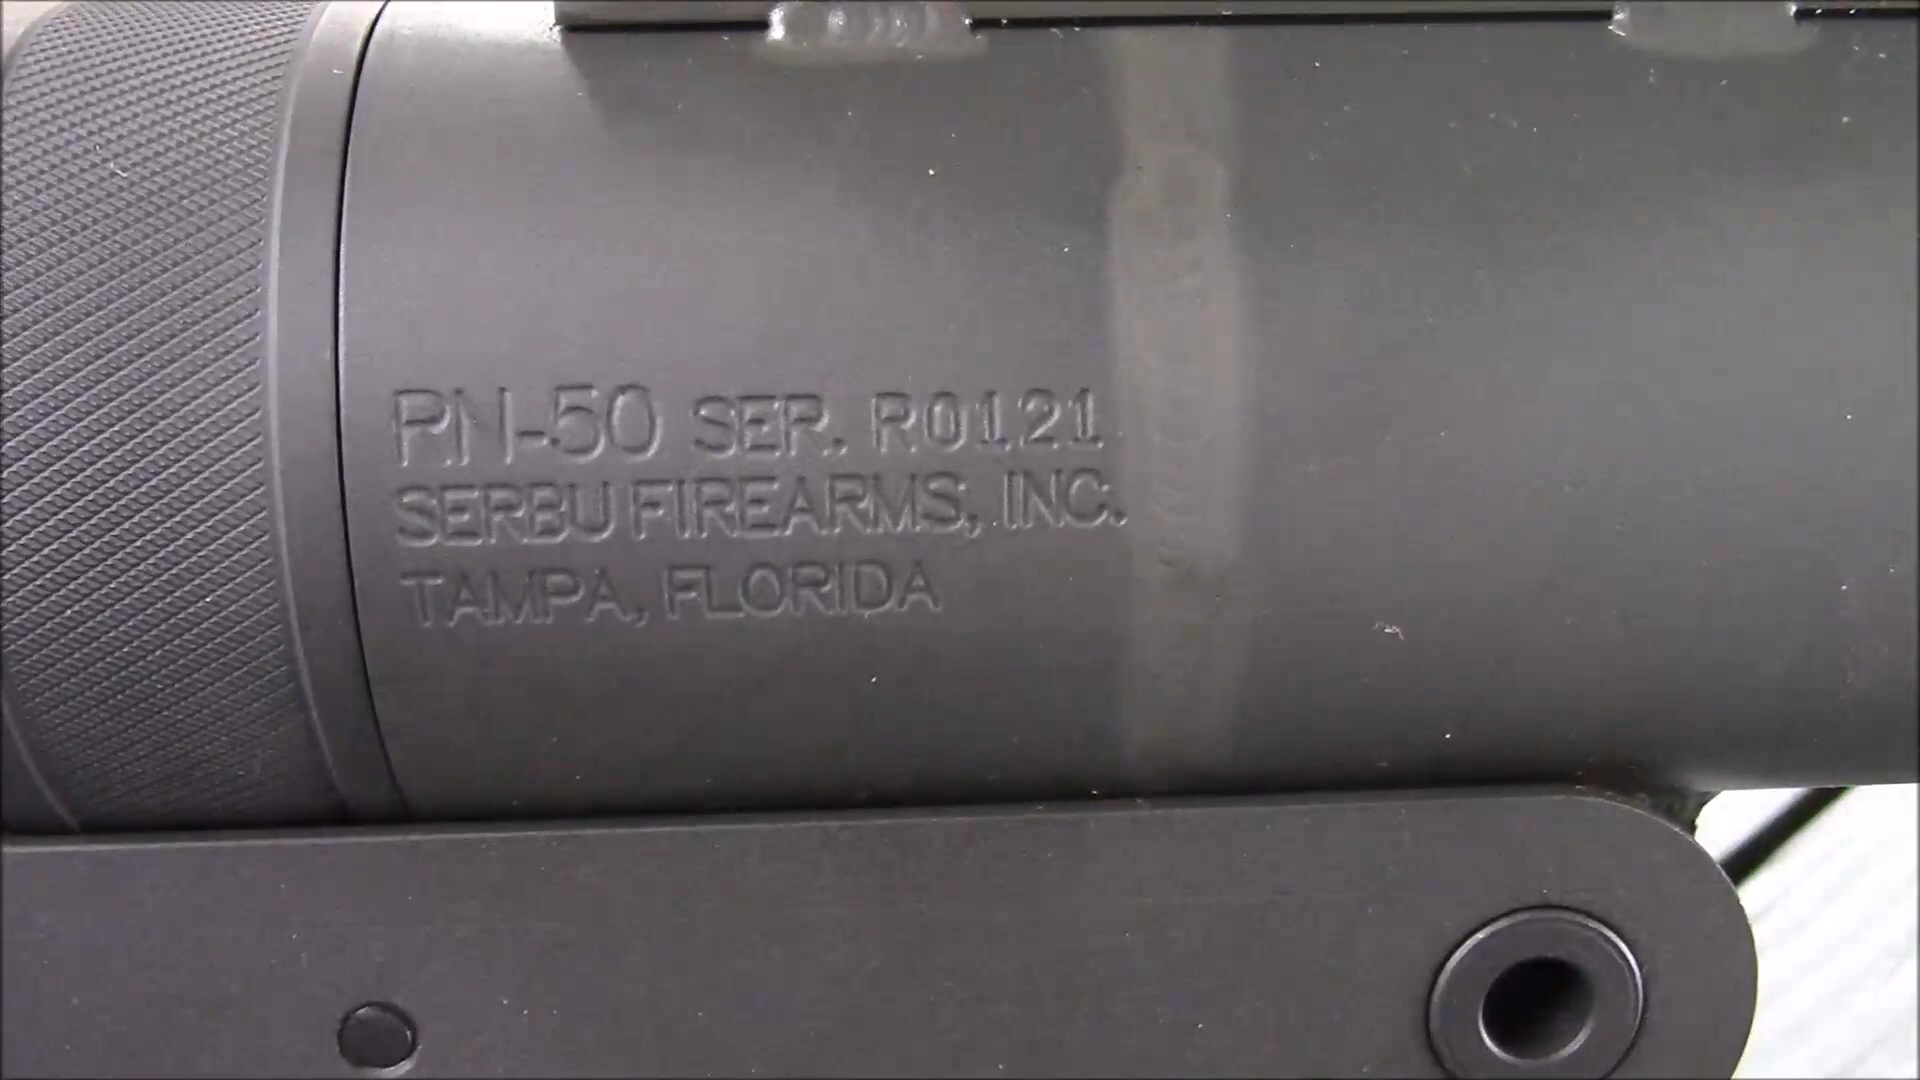 RN-50 SER. R0121
SERBU FIREARMS, INC.
TAMPA, FLORIDA